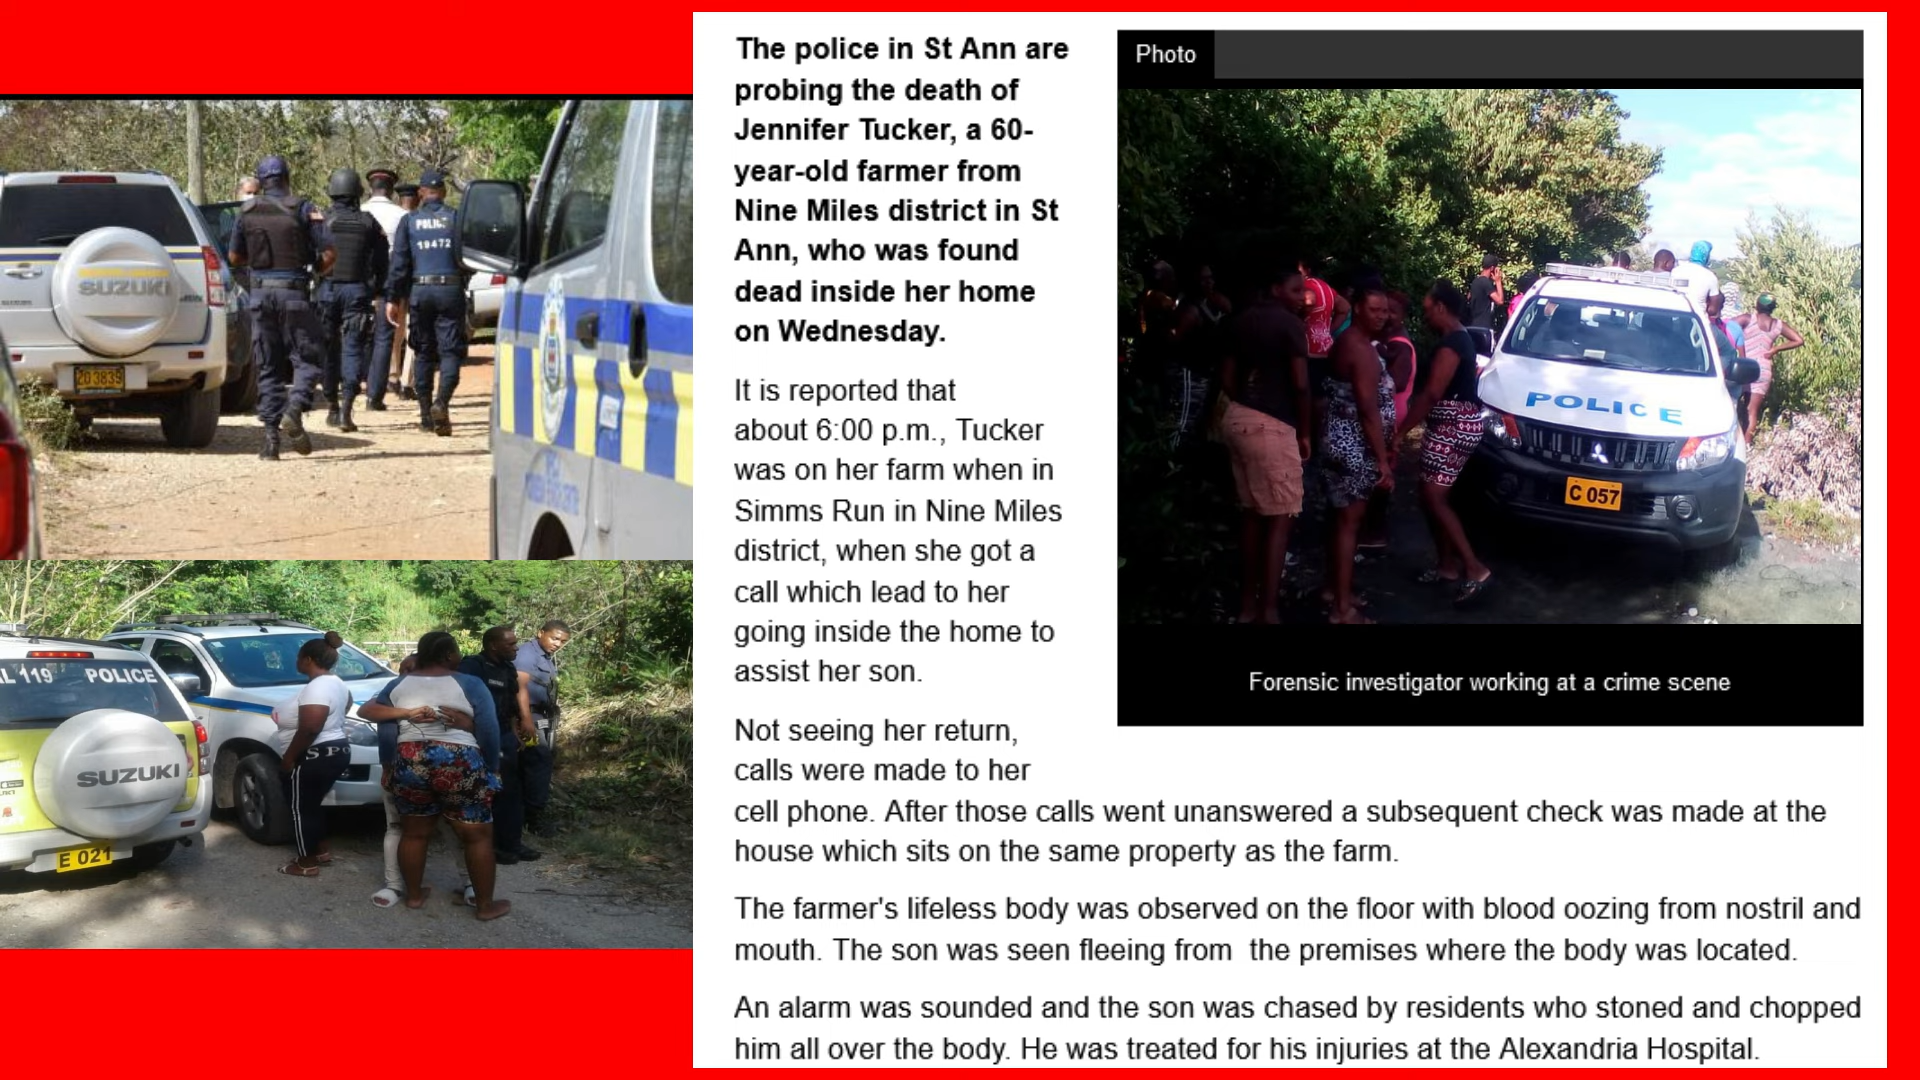 SUZUKI
20 3839
POLIC
19472
L 119 POLICE
SUZUKI
E 021
SPO
The police in St Ann are
probing the death of
Jennifer Tucker, a 60-
year-old farmer from
Nine Miles district in St
Ann, who was found
dead inside her home
on Wednesday.
It is reported that
about 6:00 p.m., Tucker
was on her farm when in
Simms Run in Nine Miles
district, when she got a
call which lead to her
going inside the home to
assist her son.
Not seeing her return,
calls were made to her
cell phone. After those calls went unanswered a subsequent check was made at the
house which sits on the same property as the farm.
The farmer's lifeless body was observed on the floor with blood oozing from nostril and
mouth. The son was seen fleeing from  the premises where the body was located.
An alarm was sounded and the son was chased by residents who stoned and chopped
him all over the body. He was treated for his injuries at the Alexandria Hospital.
Photo
POLICE
C 057
Forensic investigator working at a crime scene